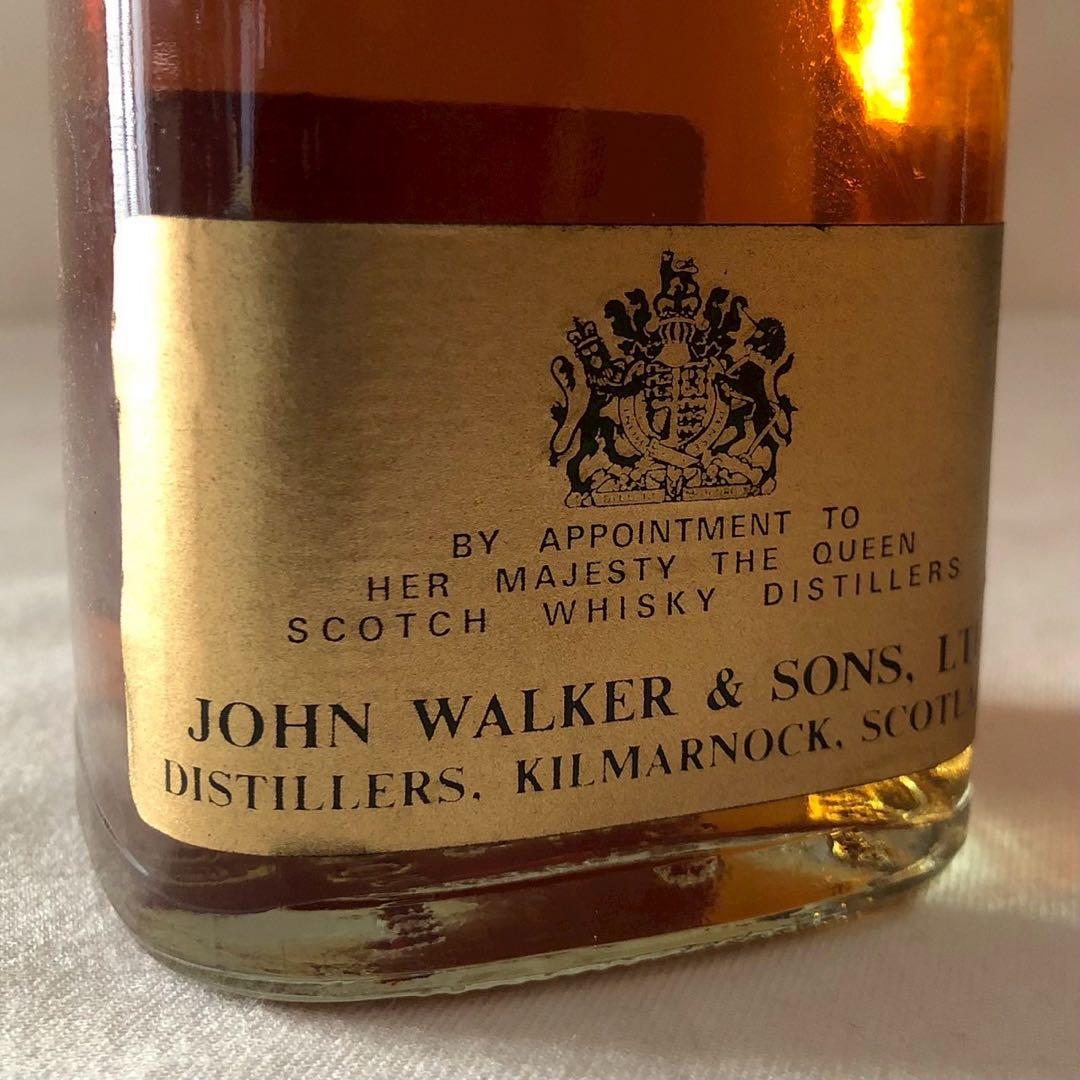 BY APPOINTMENT TO
HER MAJESTY THE QUEEN
SCOTCH WHISKY DISTILLERS
JOHN WALKER & SONS,
DISTILLERS, KILMARNOCK,